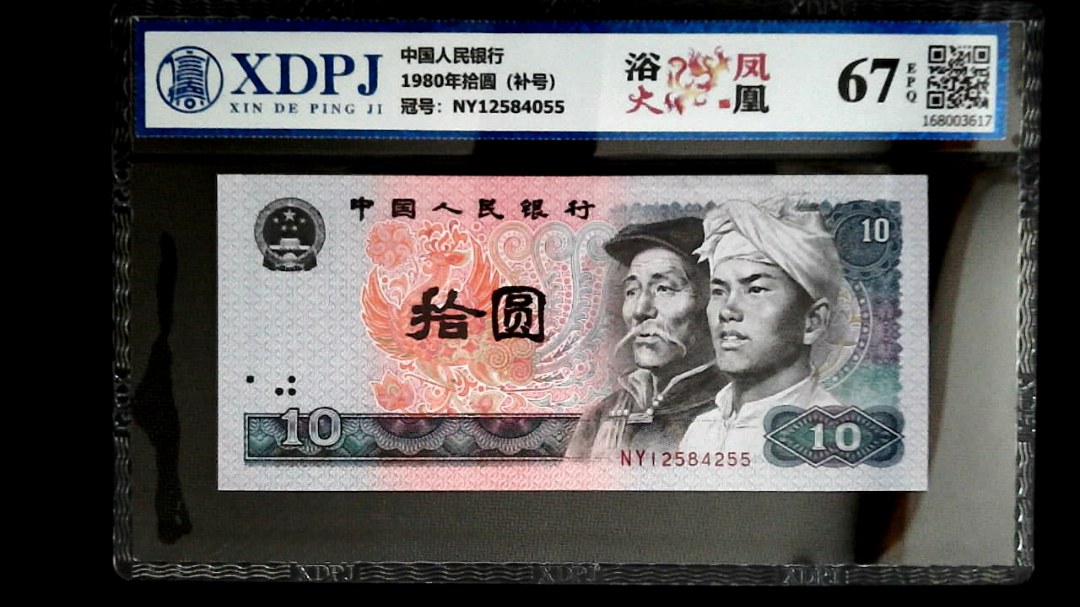 XDPJ
XIN DE PING JI
中国人民银行
1980年拾圆 (补号)
冠号: NY12584055
浴火
凤凰
67
EPQ
168003617
中国人民银行
10
拾圆
10
10
NY12584255
XDPJ XDPJ XDPJ